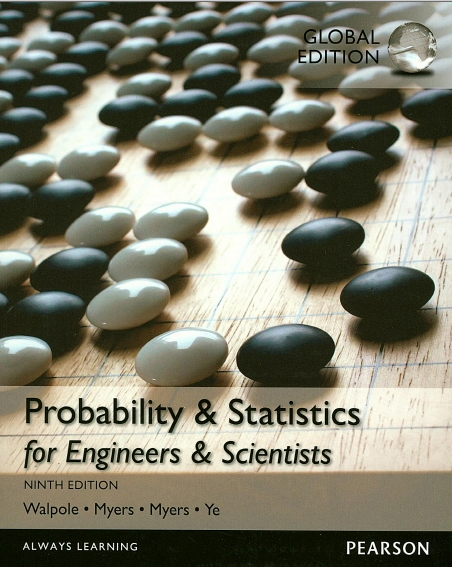 GLOBAL
EDITION
Probability & Statistics
for Engineers & Scientists
NINTH EDITION
Walpole • Myers • Myers • Ye
ALWAYS LEARNING
PEARSON